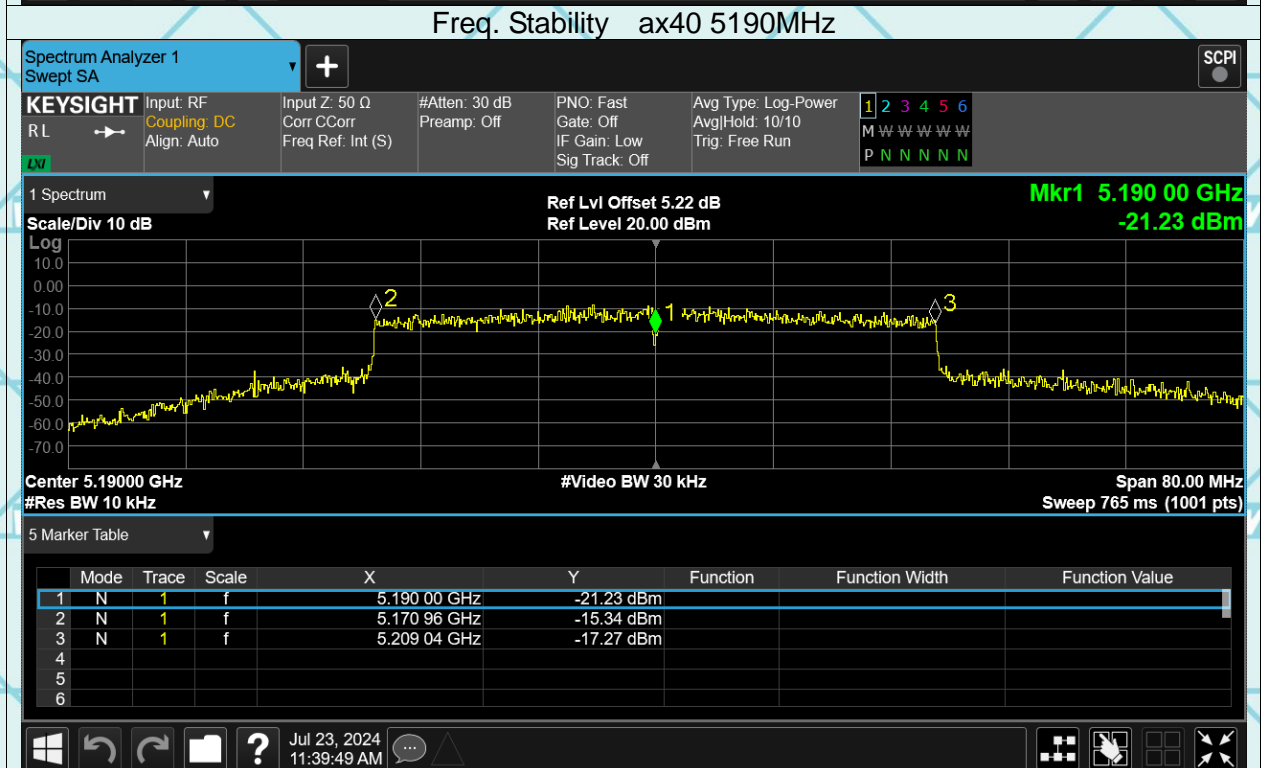 Freq. Stability ax40 5190MHz
Spectrum Analyzer 1
Swept SA
+
SCPI
KEYSIGHT Input: RF Input Z: 50 Ω #Atten: 30 dB PNO: Fast Avg Type: Log-Power 1 2 3 4 5 6
R L Coupling: DC Corr CCorr Preamp: Off Gate: Off Avg|Hold: 10/10 M W W W W W
Align: Auto Freq Ref: Int (S) IF Gain: Low Trig: Free Run P N N N N N
LXI Sig Track: Off
1 Spectrum Ref Lvl Offset 5.22 dB Mkr1 5.190 00 GHz
Scale/Div 10 dB Ref Level 20.00 dBm -21.23 dBm
Log
10.0
0.00
-10.0
-20.0
-30.0
-40.0
-50.0
-60.0
-70.0
2
1
3
Center 5.19000 GHz #Video BW 30 kHz Span 80.00 MHz
#Res BW 10 kHz Sweep 765 ms (1001 pts)
5 Marker Table
Mode Trace Scale X Y Function Function Width Function Value
1 N 1 f 5.190 00 GHz -21.23 dBm
2 N 1 f 5.170 96 GHz -15.34 dBm
3 N 1 f 5.209 04 GHz -17.27 dBm
4
5
6
? Jul 23, 2024
11:39:49 AM